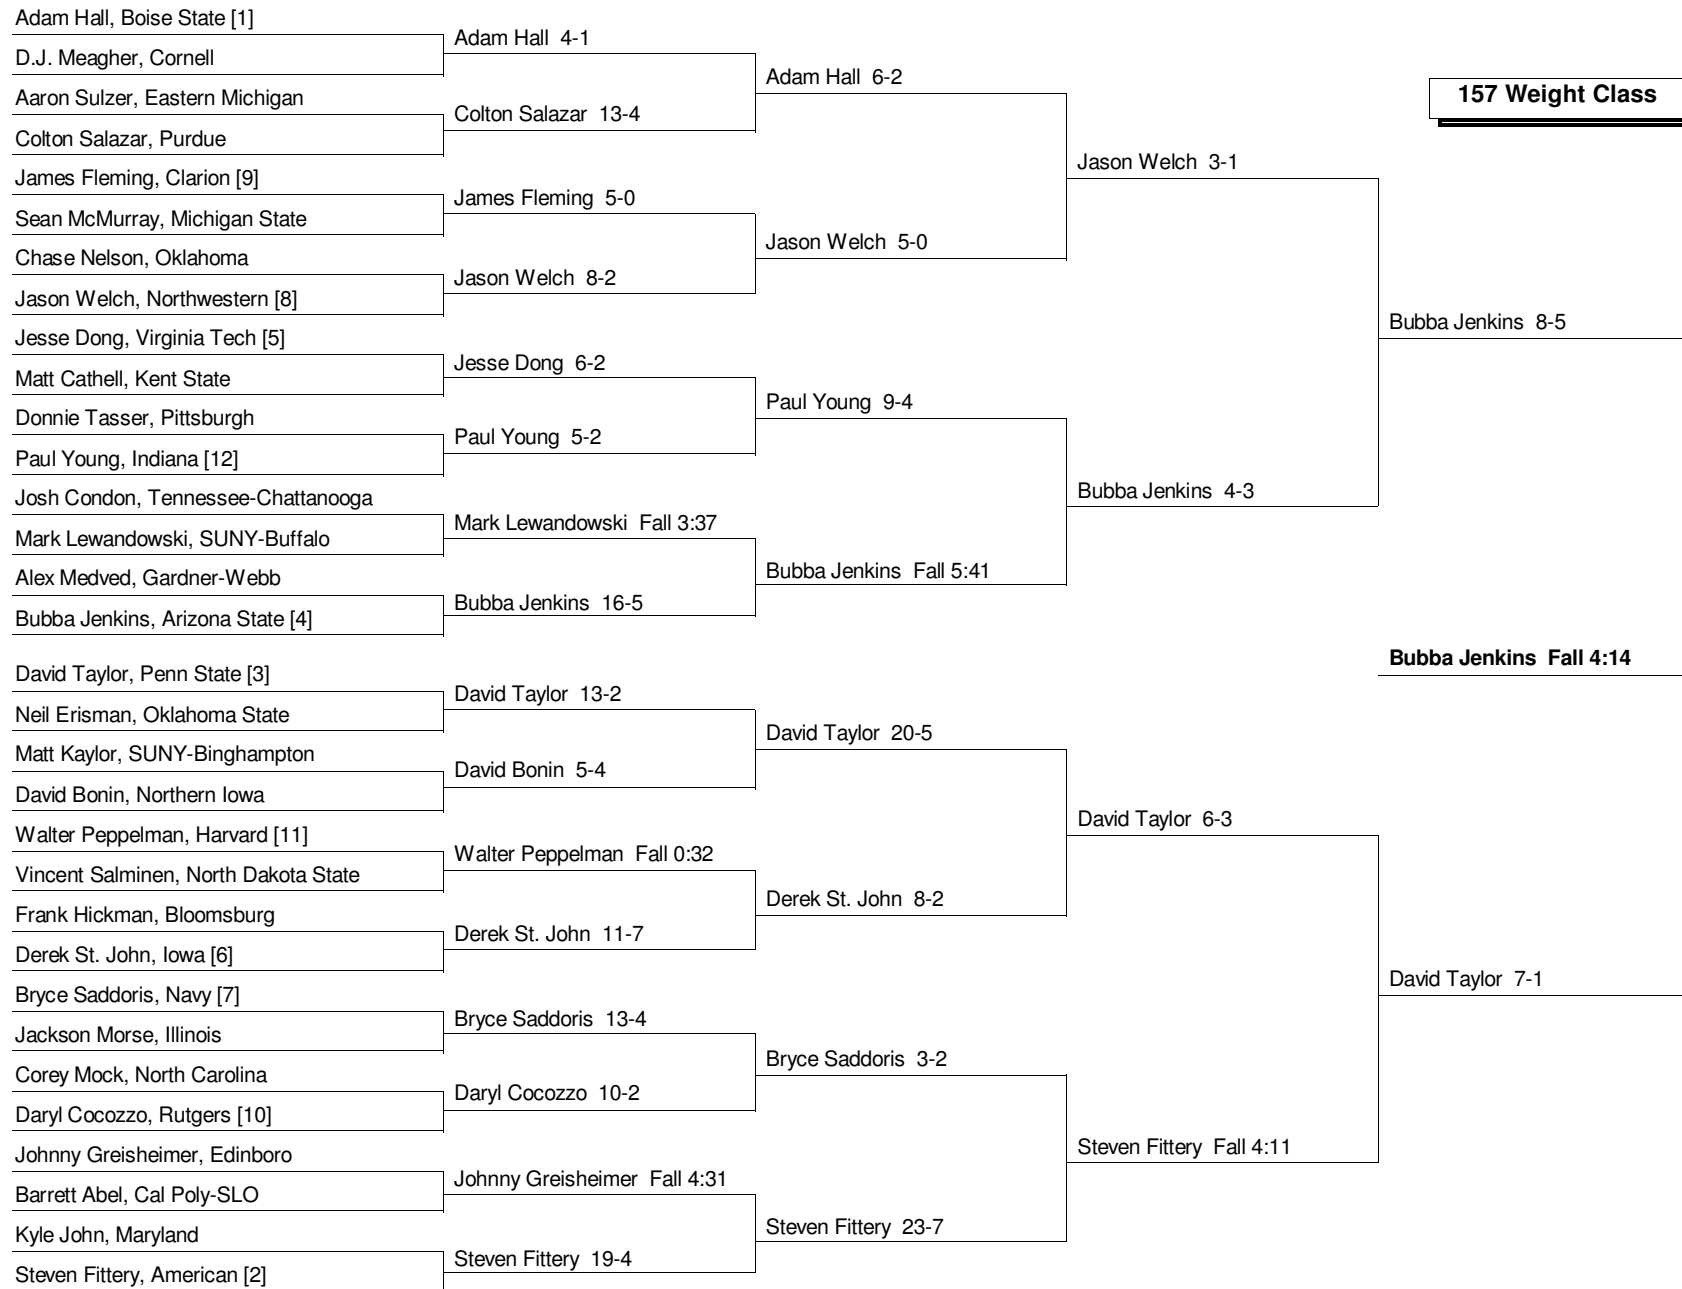 Adam Hall, Boise State [1]
D.J. Meagher, Cornell
Aaron Sulzer, Eastern Michigan
Colton Salazar, Purdue
James Fleming, Clarion [9]
Sean McMurray, Michigan State
Chase Nelson, Oklahoma
Jason Welch, Northwestern [8]
Jesse Dong, Virginia Tech [5]
Matt Cathell, Kent State
Donnie Tasser, Pittsburgh
Paul Young, Indiana [12]
Josh Condon, Tennessee-Chattanooga
Mark Lewandowski, SUNY-Buffalo
Alex Medved, Gardner-Webb
Bubba Jenkins, Arizona State [4]
David Taylor, Penn State [3]
Neil Erisman, Oklahoma State
Matt Kaylor, SUNY-Binghampton
David Bonin, Northern Iowa
Walter Peppelman, Harvard [11]
Vincent Salminen, North Dakota State
Frank Hickman, Bloomsburg
Derek St. John, Iowa [6]
Bryce Saddoris, Navy [7]
Jackson Morse, Illinois
Corey Mock, North Carolina
Daryl Cocozzo, Rutgers [10]
Johnny Greisheimer, Edinboro
Barrett Abel, Cal Poly-SLO
Kyle John, Maryland
Steven Fittery, American [2]
Adam Hall 4-1
Colton Salazar 13-4
James Fleming 5-0
Jason Welch 8-2
Jesse Dong 6-2
Paul Young 5-2
Mark Lewandowski Fall 3:37
Bubba Jenkins 16-5
David Taylor 13-2
David Bonin 5-4
Walter Peppelman Fall 0:32
Derek St. John 11-7
Bryce Saddoris 13-4
Daryl Cocozzo 10-2
Johnny Greisheimer Fall 4:31
Steven Fittery 19-4
Adam Hall 6-2
Jason Welch 5-0
Paul Young 9-4
Bubba Jenkins Fall 5:41
David Taylor 20-5
Derek St. John 8-2
Bryce Saddoris 3-2
Steven Fittery 23-7
Jason Welch 3-1
Bubba Jenkins 4-3
David Taylor 6-3
Steven Fittery Fall 4:11
157 Weight Class
Bubba Jenkins 8-5
Bubba Jenkins Fall 4:14
David Taylor 7-1